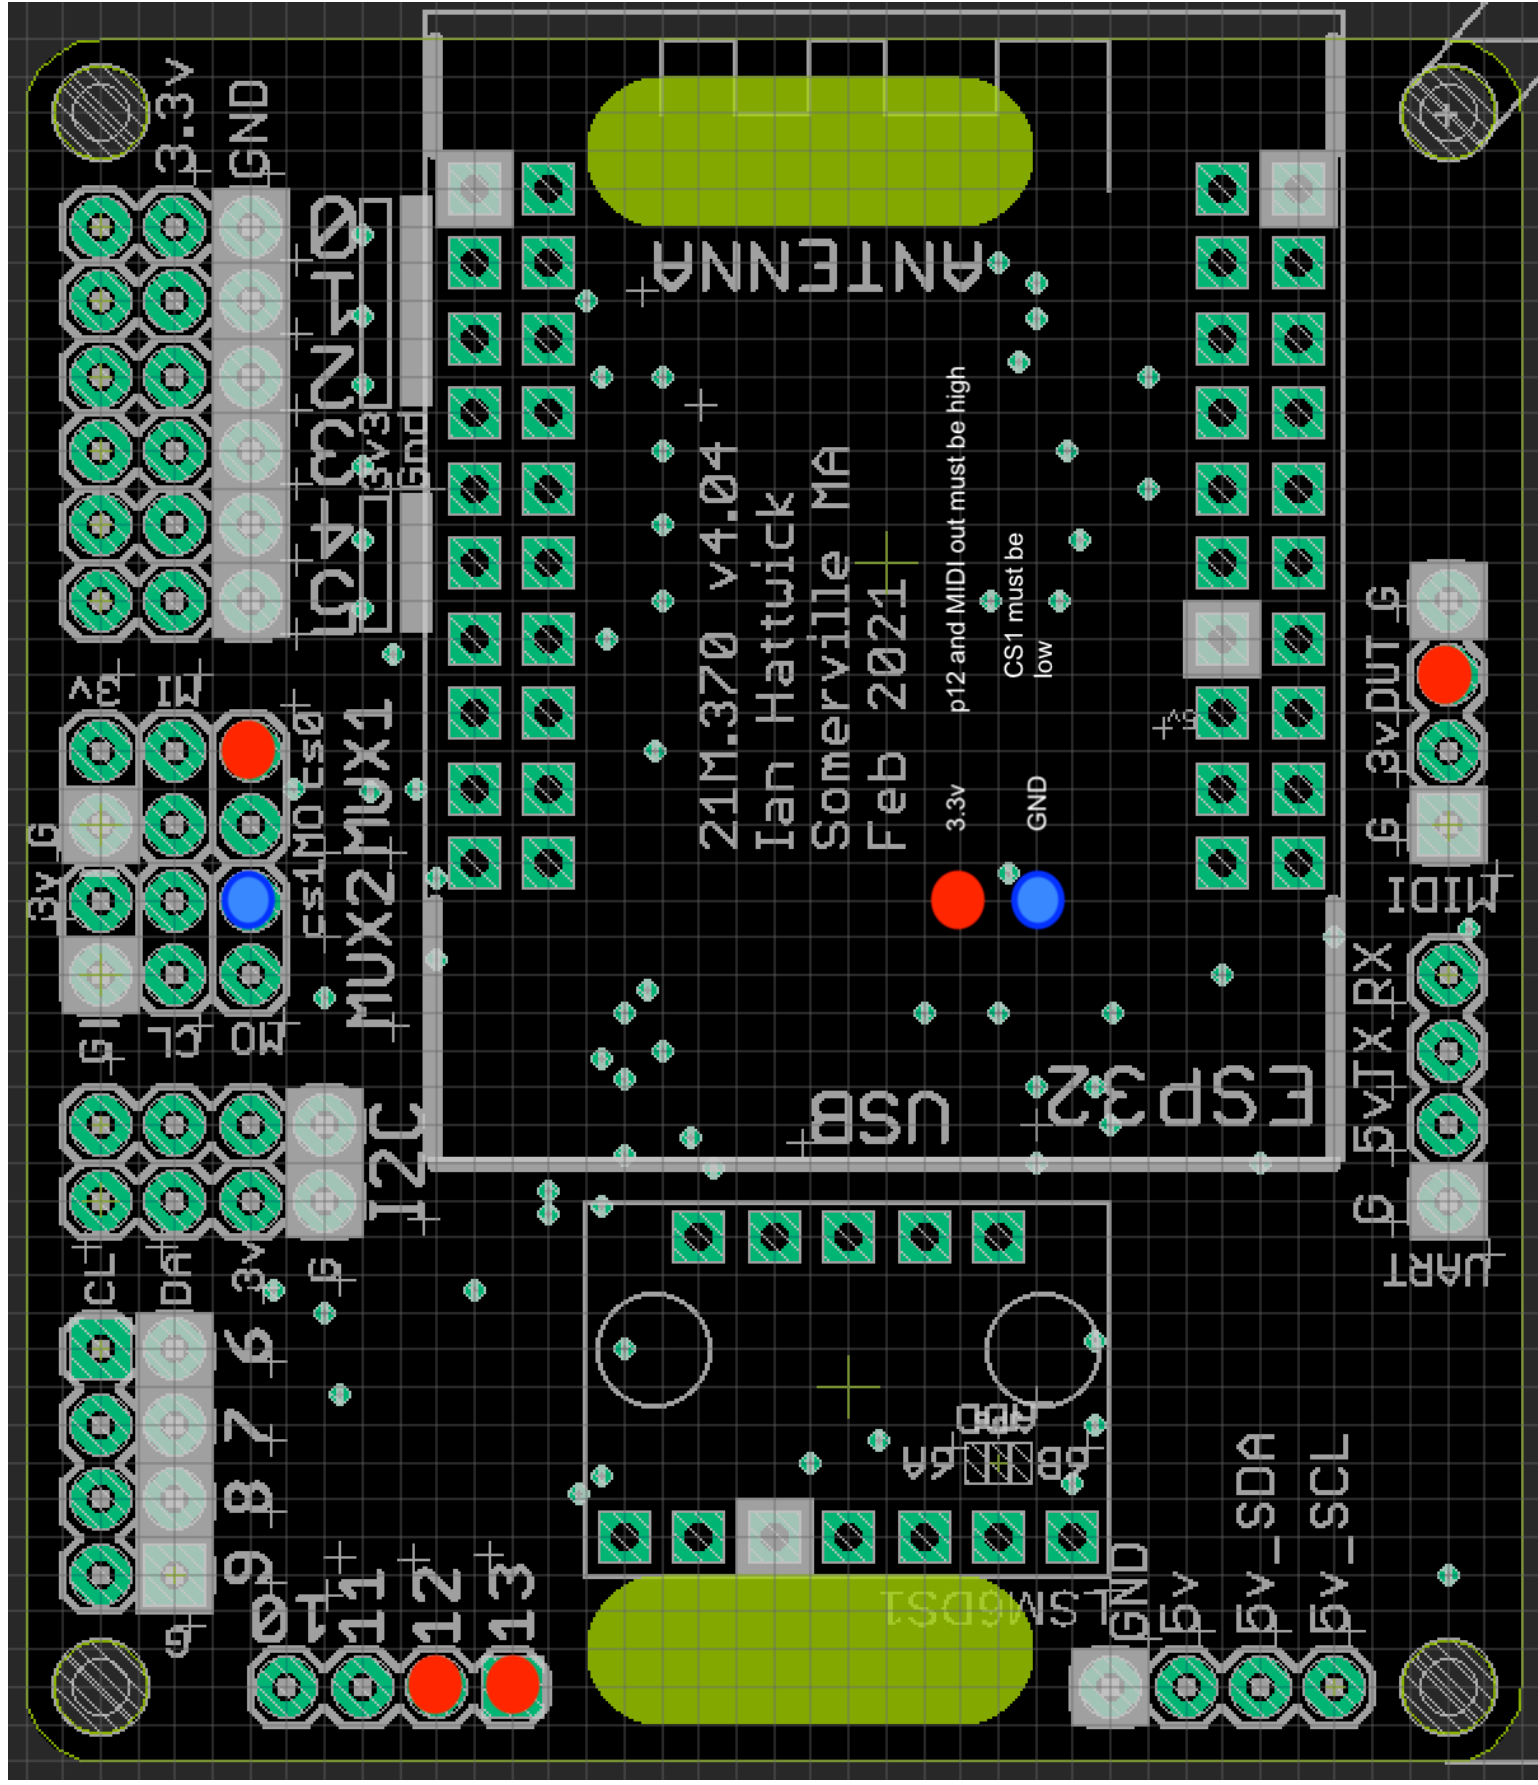 3.3v
GND
0
1
2
3
4
5
3v3
Gnd
ANTENNA
21M.370 v4.04
Ian Hattwick
Somerville MA
Feb 2021
p12 and MIDI out must be high
CS1 must be
low
3.3v
GND
3v
MI
cs0
MUX1
3v
G
cs1
MO
MUX2
G
CL
MO
I2C
CL
DA
3v
G
6
7
8
9
G
10
11
12
13
USB
ESP32
5v
G
OUT
3v
G
MIDI
RX
TX
5v
G
UART
ADR
6A
6B
LSM6DS1
GND
5v
5v_SDA
5v_SCL